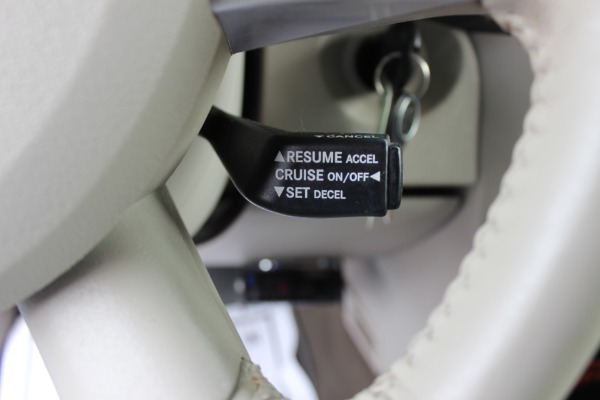 ▼CANCEL
▲RESUME ACCEL
CRUISE ON/OFF◀
▼SET DECEL